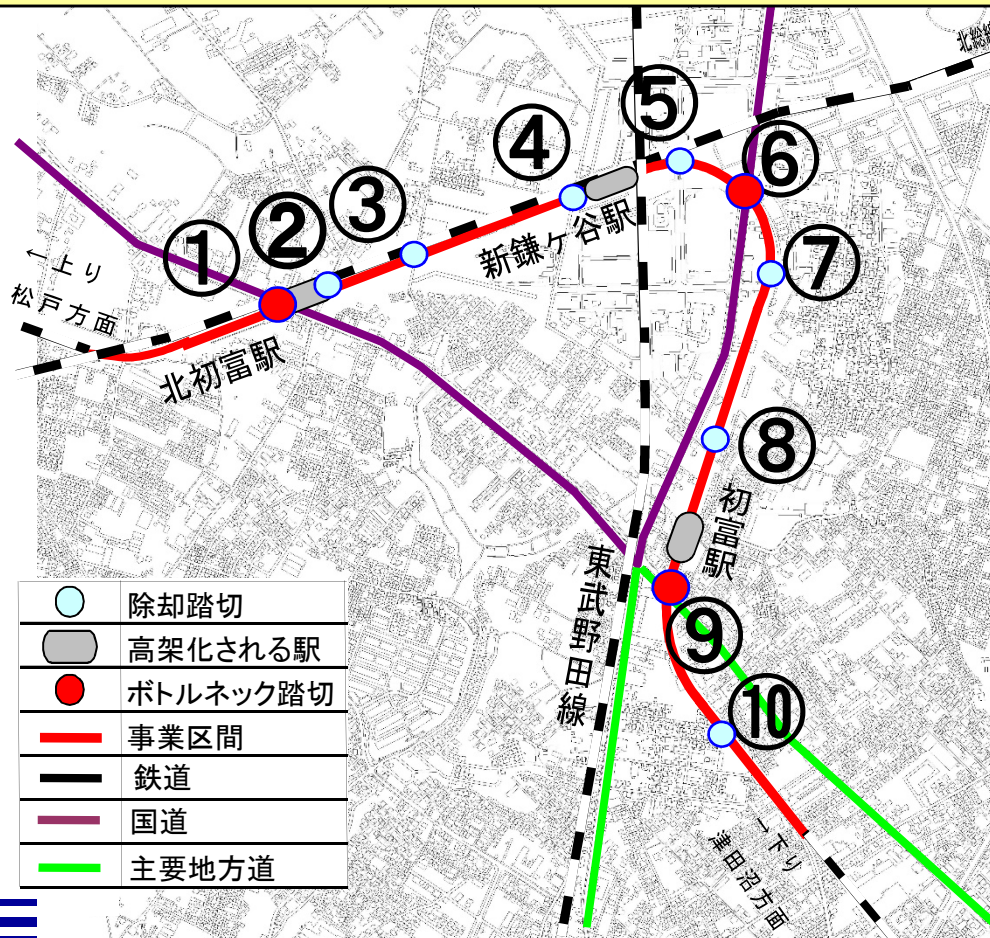 北総線
⑤
④
⑥
③
②
①
新鎌ヶ谷駅
⑦
←上り
松戸方面
北初富駅
⑧
初富駅
東武野田線
⑨
⑩
→下り
津田沼方面
除却踏切
高架化される駅
ボトルネック踏切
事業区間
鉄道
国道
主要地方道